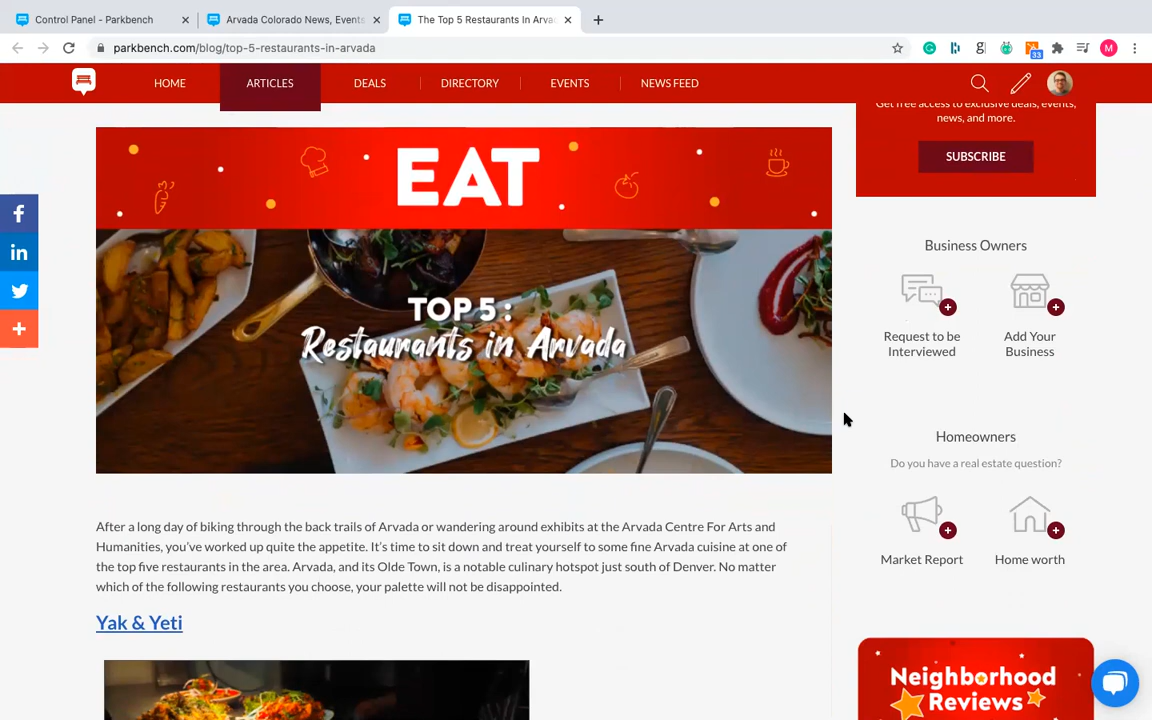 Control Panel - Parkbench
Arvada Colorado News, Events
The Top 5 Restaurants In Arva
parkbench.com/blog/top-5-restaurants-in-arvada
33
M
HOME
ARTICLES
DEALS
DIRECTORY
EVENTS
NEWS FEED
Get free access to exclusive deals, events,
news, and more.
SUBSCRIBE
EAT
TOP 5:
Restaurants in Arvada
Business Owners
Request to be
Interviewed
Add Your
Business
Homeowners
Do you have a real estate question?
Market Report
Home worth
After a long day of biking through the back trails of Arvada or wandering around exhibits at the Arvada Centre For Arts and
Humanities, you've worked up quite the appetite. It's time to sit down and treat yourself to some fine Arvada cuisine at one of
the top five restaurants in the area. Arvada, and its Olde Town, is a notable culinary hotspot just south of Denver. No matter
which of the following restaurants you choose, your palette will not be disappointed.
Yak & Yeti
Neighborhood
Reviews